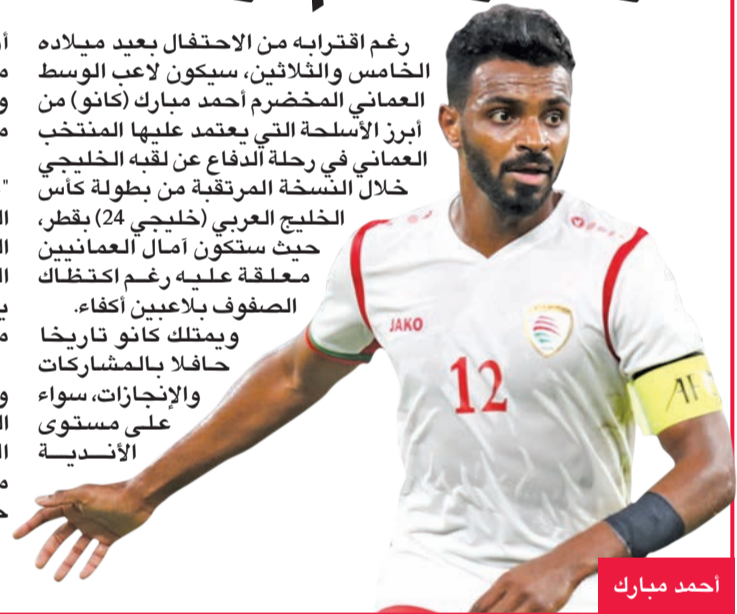 رغم اقترابه من الاحتفال بعيد ميلاده
الخامس والثلاثين، سيكون لاعب الوسط
العماني المخضرم أحمد مبارك (كانو) من
أبرز الأسلحة التي يعتمد عليها المنتخب
العماني في رحلة الدفاع عن لقبه الخليجي
خلال النسخة المرتقبة من بطولة كأس
الخليج العربي (خليجي 24) بقطر،
حيث ستكون آمال العمانيين
معلقة عليه رغم اكتظاك
الصفوف بلاعبين أكفاء.
ويمتلك كانو تاريخا
حافلا بالمشاركات
والإنجازات، سواء
على مستوى
الأندية
JAKO
12
أحمد مبارك